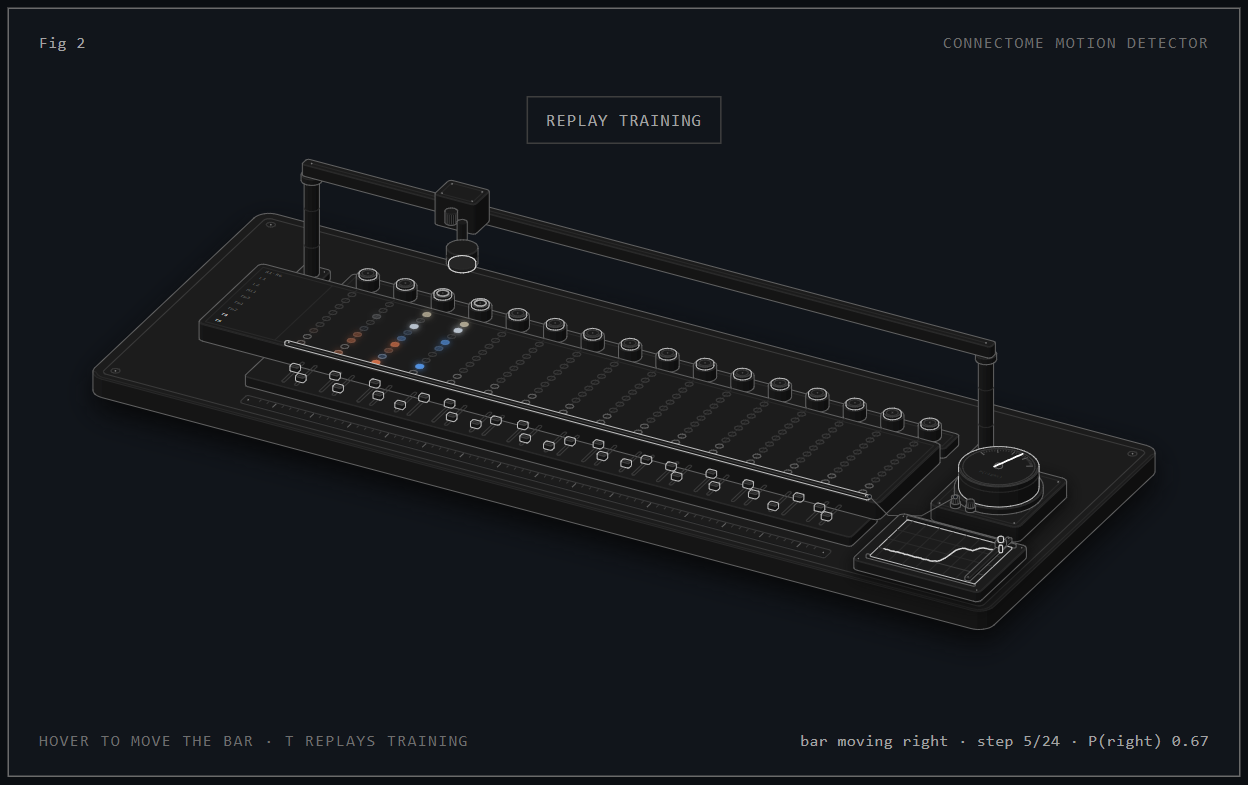 Fig 2
CONNECTOME MOTION DETECTOR
REPLAY TRAINING
HOVER TO MOVE THE BAR · T REPLAYS TRAINING
bar moving right · step 5/24 · P(right) 0.67